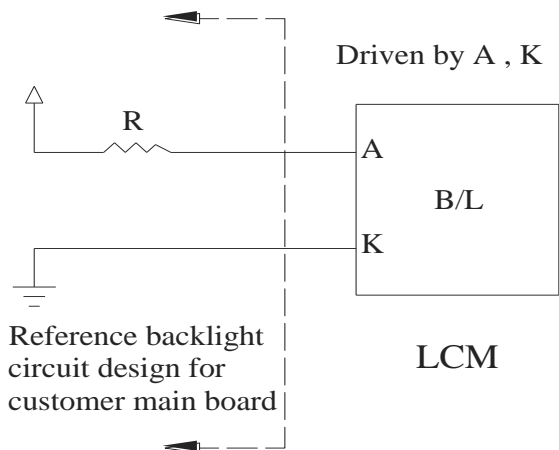 Driven by A , K
R
A
B/L
K
Reference backlight
circuit design for
customer main board
LCM